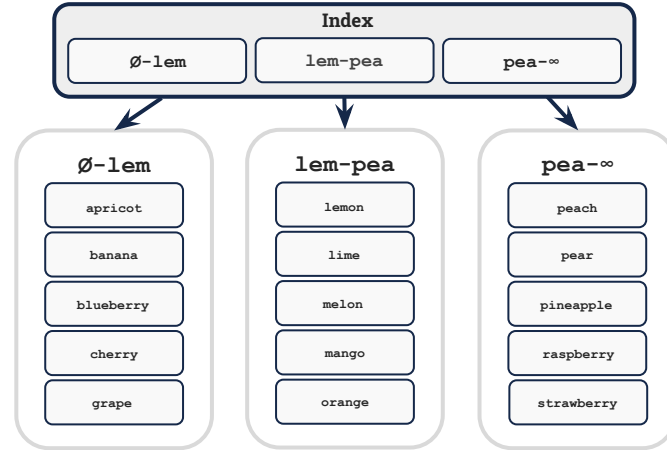 Index
Ø-lem
lem-pea
pea-∞
Ø-lem
apricot
banana
blueberry
cherry
grape
lem-pea
lemon
lime
melon
mango
orange
pea-∞
peach
pear
pineapple
raspberry
strawberry